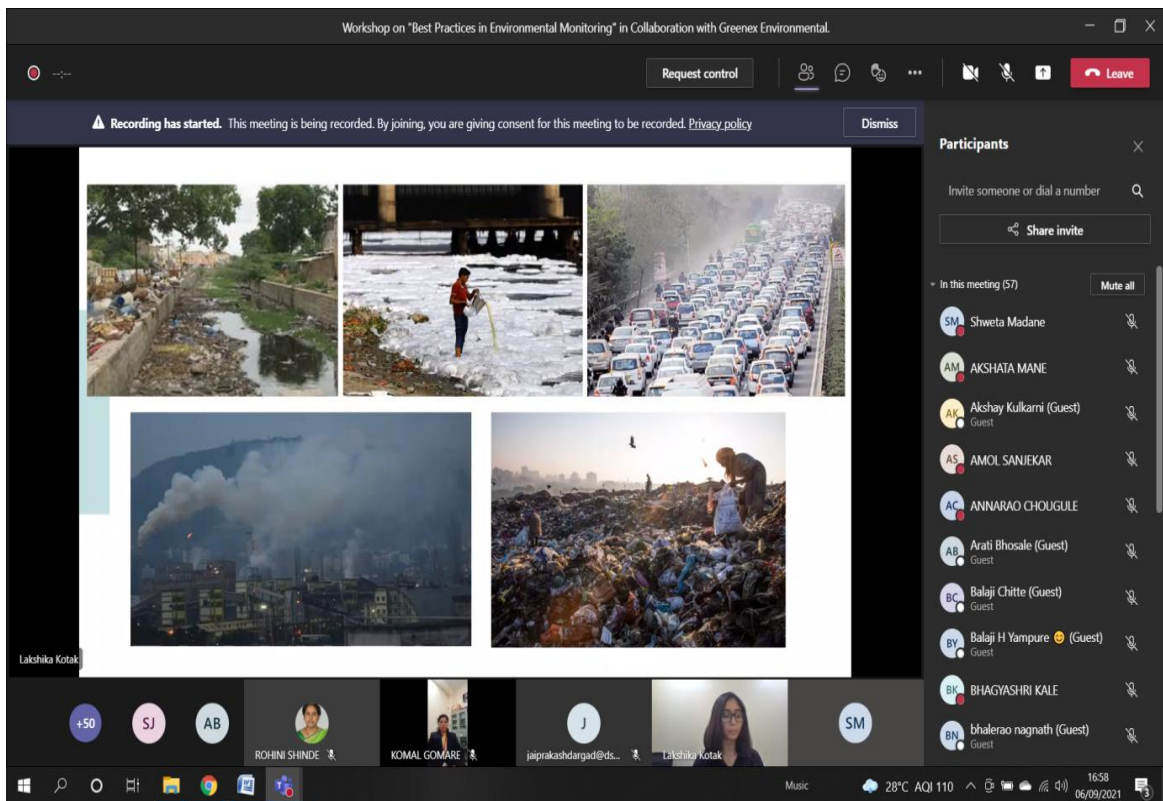 Workshop on "Best Practices in Environmental Monitoring" in Collaboration with Greenex Environmental.
--:--
Request control
Leave
Recording has started. This meeting is being recorded. By joining, you are giving consent for this meeting to be recorded. Privacy policy
Dismiss
Participants
Invite someone or dial a number
Share invite
In this meeting (57)
Mute all
SM
Shweta Madane
AM
AKSHATA MANE
AK
Akshay Kulkarni (Guest)
Guest
AS
AMOL SANJEKAR
AC
ANNARAO CHOUGULE
AB
Arati Bhosale (Guest)
Guest
BC
Balaji Chitte (Guest)
Guest
BY
Balaji H Yampure 😊 (Guest)
Guest
BK
BHAGYASHRI KALE
BN
bhalerao nagnath (Guest)
Guest
Lakshika Kotak
+50
SJ
AB
ROHINI SHINDE
KOMAL GOMARE
J
jaiprakashdargad@ds...
Lakshika Kotak
SM
Music
28°C AQI 110
16:58
06/09/2021
3